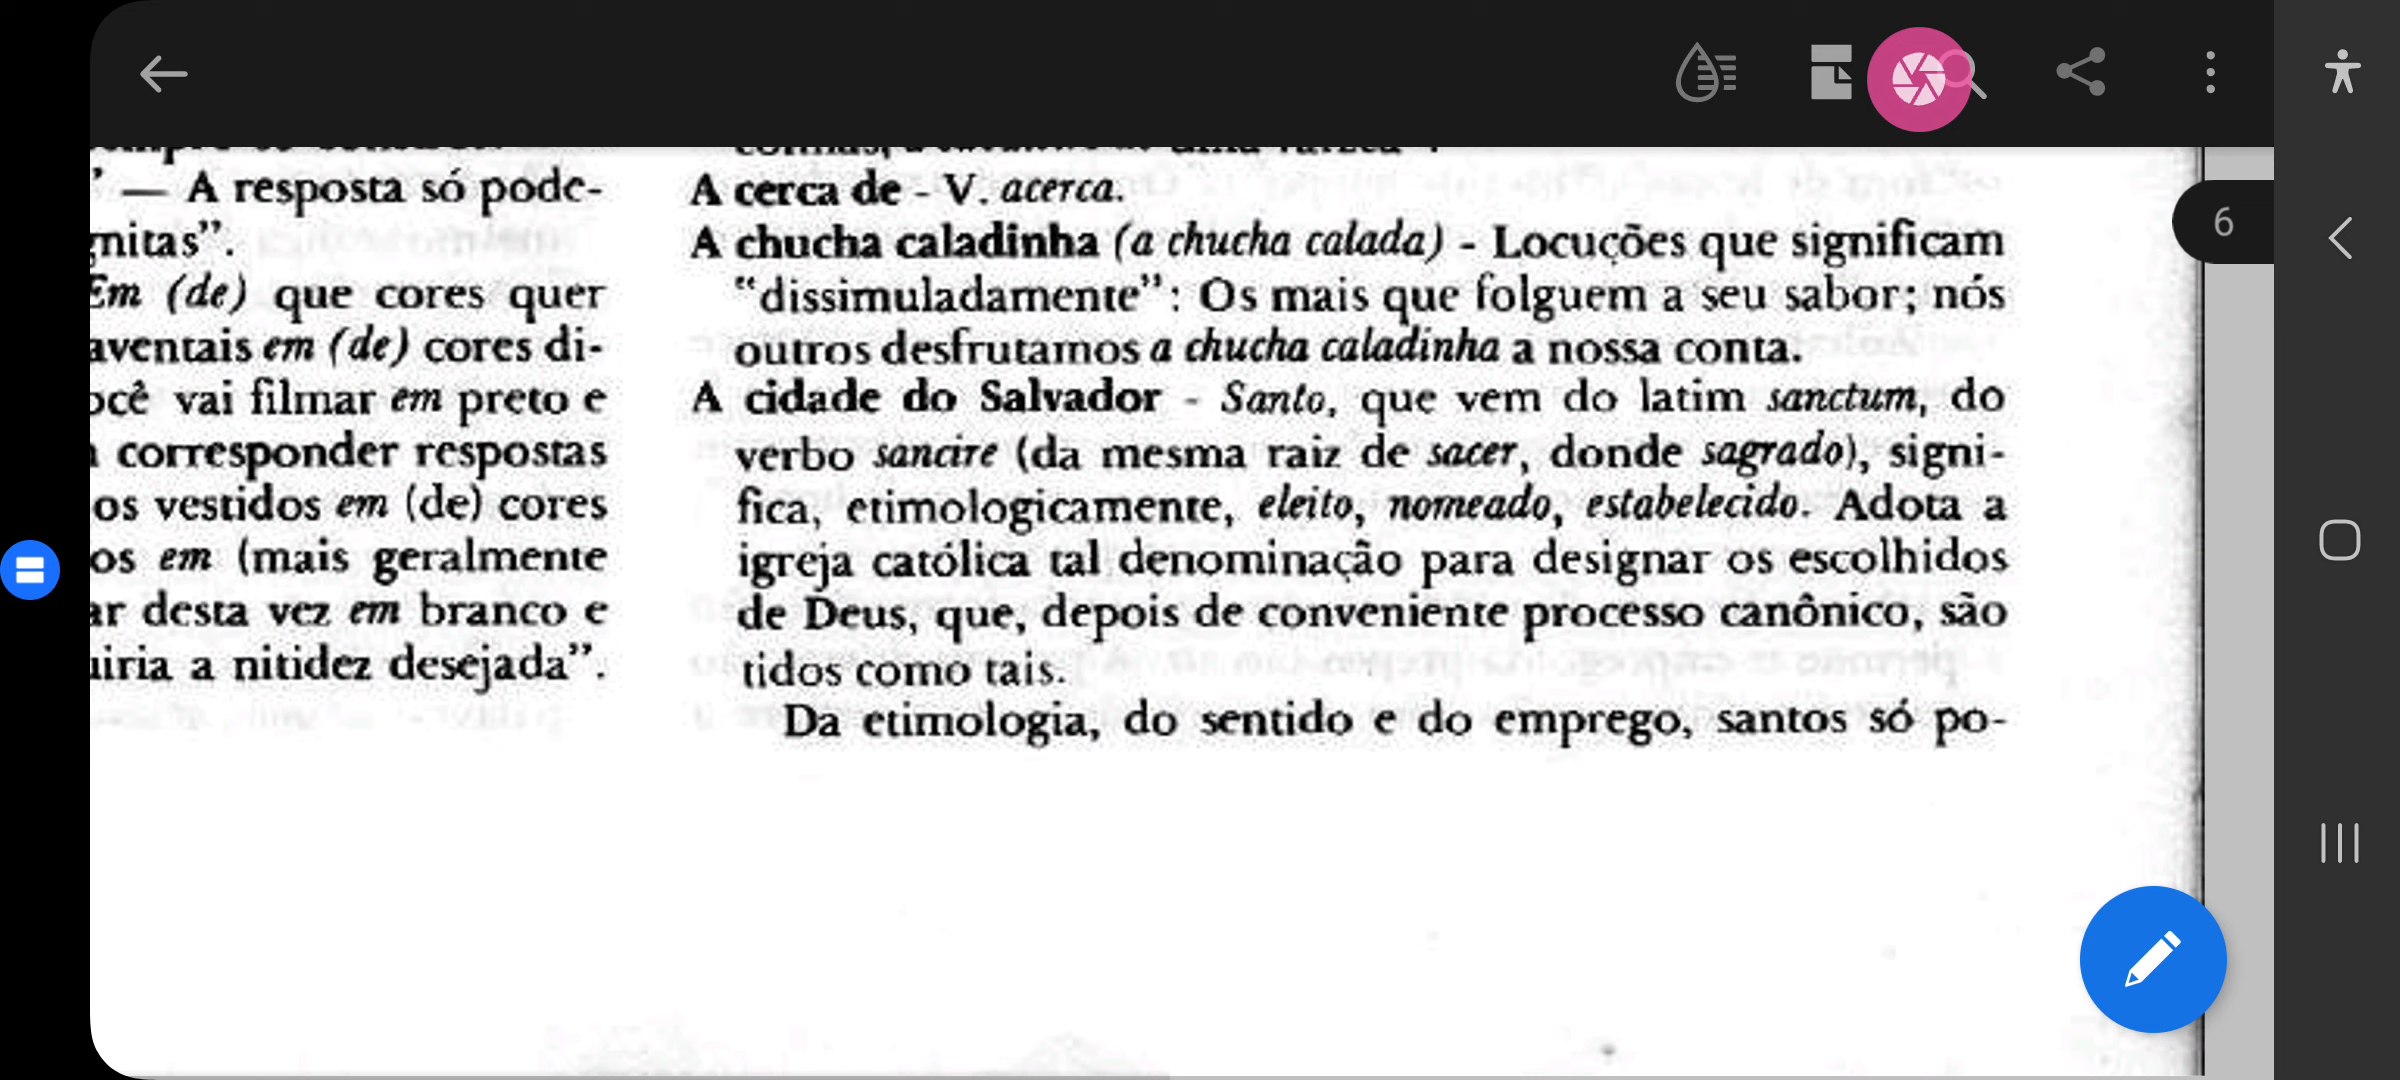 6
' — A resposta só pode-
gnitas”.
Em (de) que cores quer
aventais em (de) cores di-
ocê vai filmar em preto e
corresponder respostas
os vestidos em (de) cores
os em (mais geralmente
ar desta vez em branco e
uiria a nitidez desejada”.
A cerca de - V. acerca.
A chucha caladinha (a chucha calada) - Locuções que significam
“dissimuladamente”: Os mais que folguem a seu sabor; nós
outros desfrutamos a chucha caladinha a nossa conta.
A cidade do Salvador - Santo, que vem do latim sanctum, do
verbo sancire (da mesma raiz de sacer, donde sagrado), signi-
fica, etimologicamente, eleito, nomeado, estabelecido. Adota a
igreja católica tal denominação para designar os escolhidos
de Deus, que, depois de conveniente processo canônico, são
tidos como tais.
Da etimologia, do sentido e do emprego, santos só po-